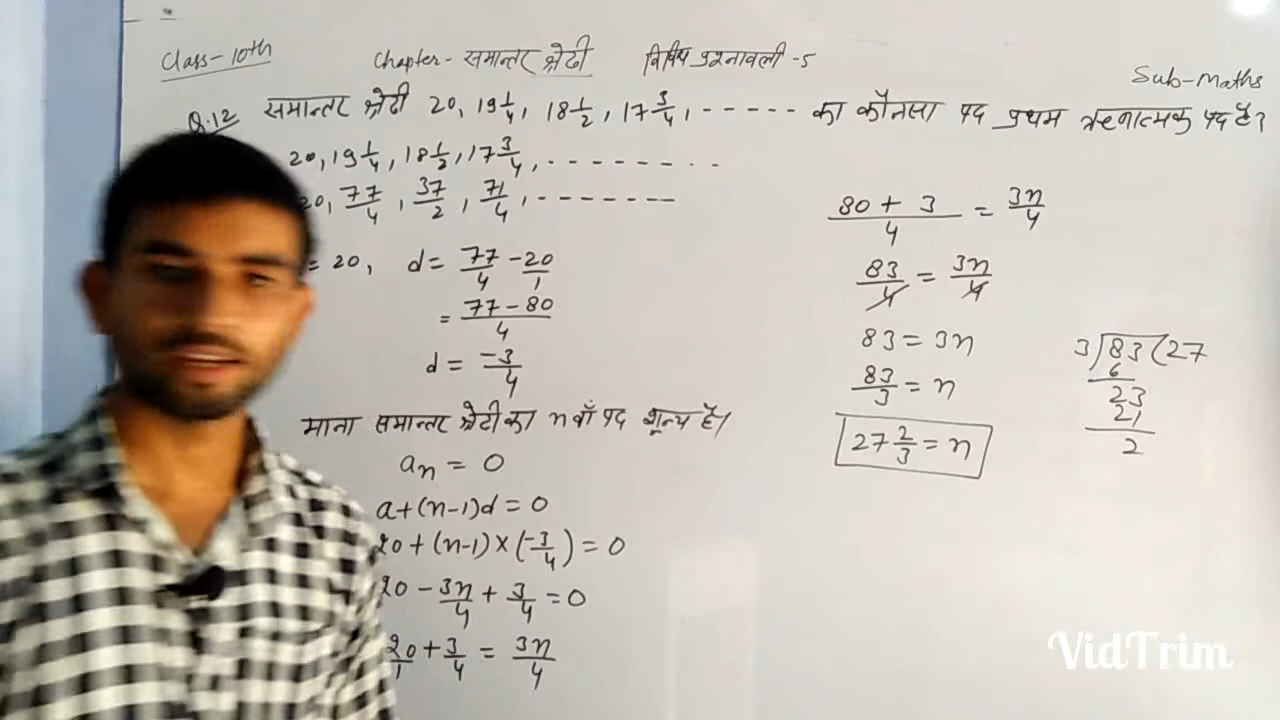 Class-10th Chapter- समान्तर श्रेढी विविध प्रश्नावली -5 Sub-Maths
Q.12 समान्तर श्रेढी 20, 19 1/4, 18 1/2, 17 3/4, ----- का कौनसा पद प्रथम ऋणात्मक पद है?
20, 19 1/4, 18 1/2, 17 3/4, --------
20, 77/4, 37/2, 71/4, -------
= 20, d = 77/4 - 20/1
= 77 - 80/4
d = -3/4
माना समान्तर श्रेढी का n वाँ पद शून्य है।
an = 0
a+(n-1)d = 0
20 + (n-1) × (-3/4) = 0
20 - 3n/4 + 3/4 = 0
20/1 + 3/4 = 3n/4
80 + 3/4 = 3n/4
83/4 = 3n/4
83 = 3n
83/3 = n
27 2/3 = n
3)83(27
6
23
21
2
VidTrim